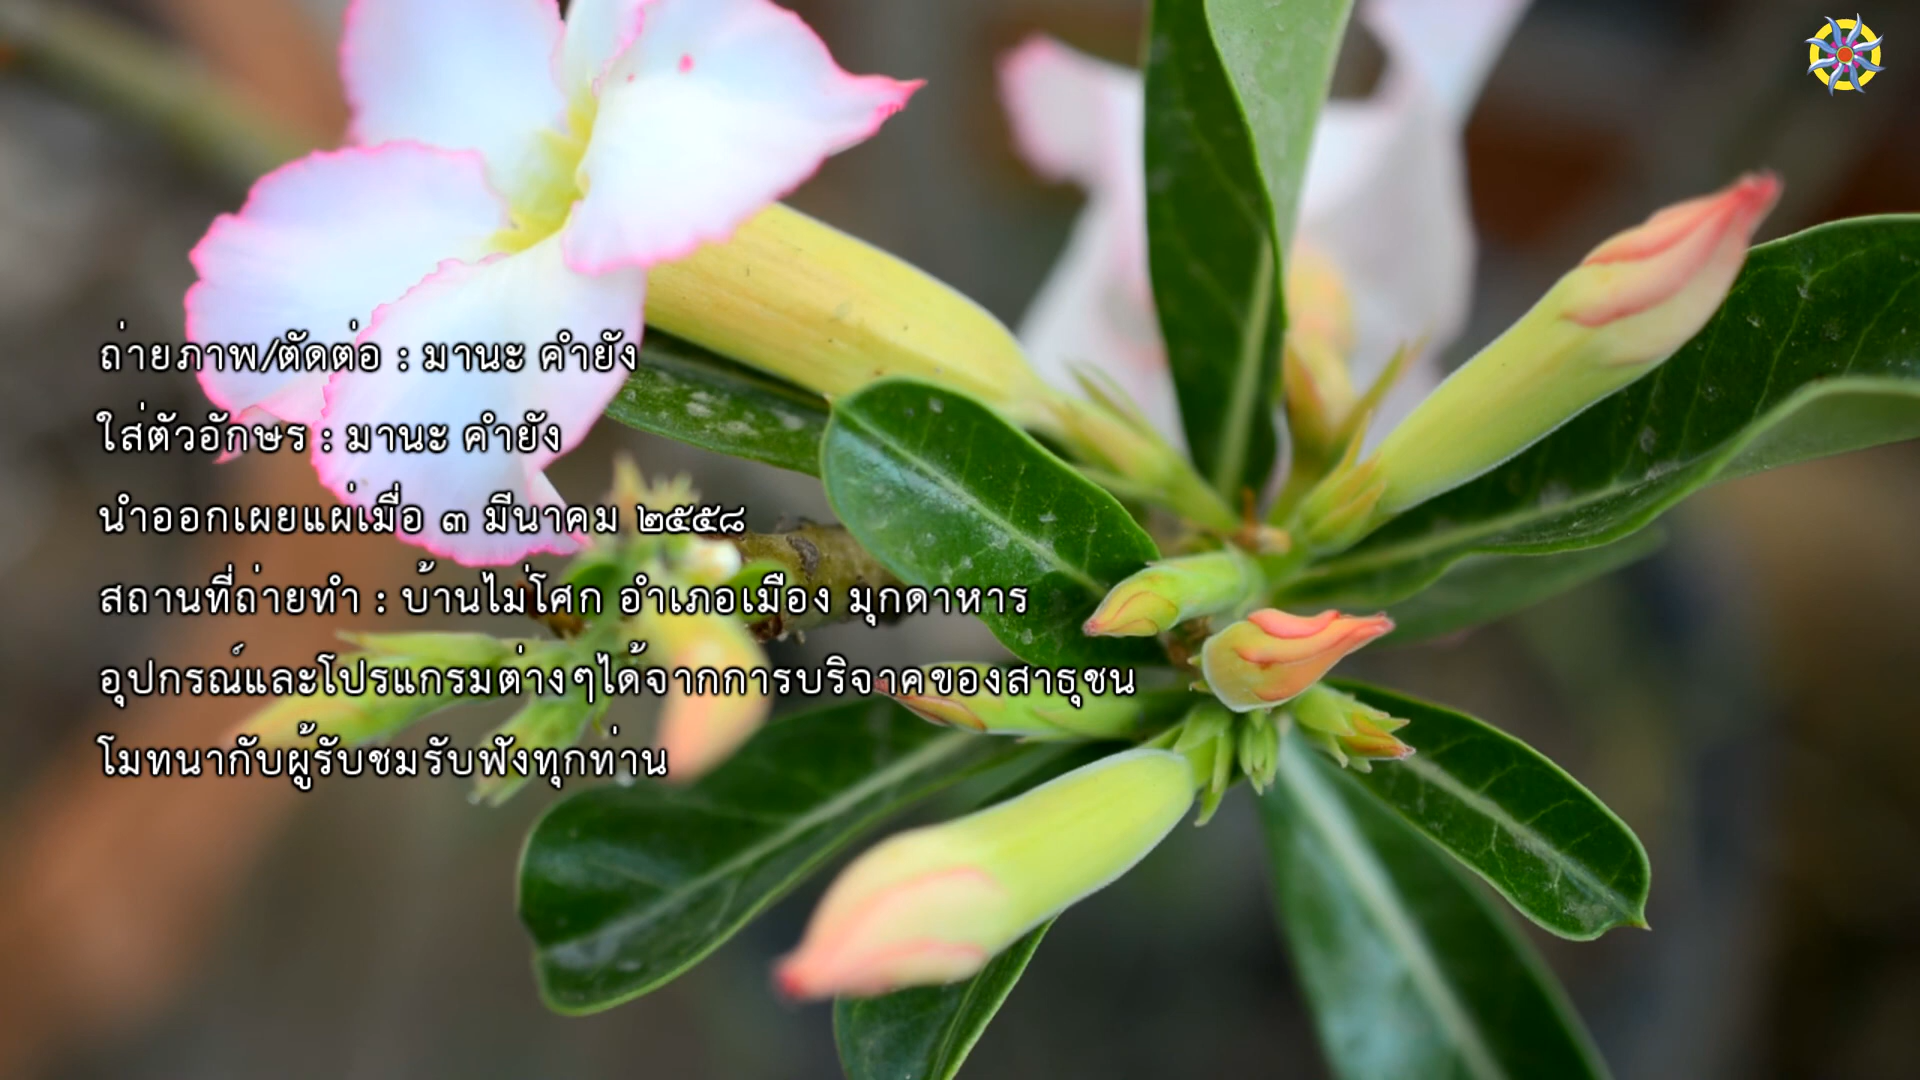 ถ่ายภาพ/ตัดต่อ : มานะ คำยัง
ใส่ตัวอักษร : มานะ คำยัง
นำออกเผยแผ่เมื่อ ๓ มีนาคม ๒๕๕๘
สถานที่ถ่ายทำ : บ้านไม่โศก อำเภอเมือง มุกดาหาร
อุปกรณ์และโปรแกรมต่างๆได้จากการบริจาคของสาธุชน
โมทนากับผู้รับชมรับฟังทุกท่าน